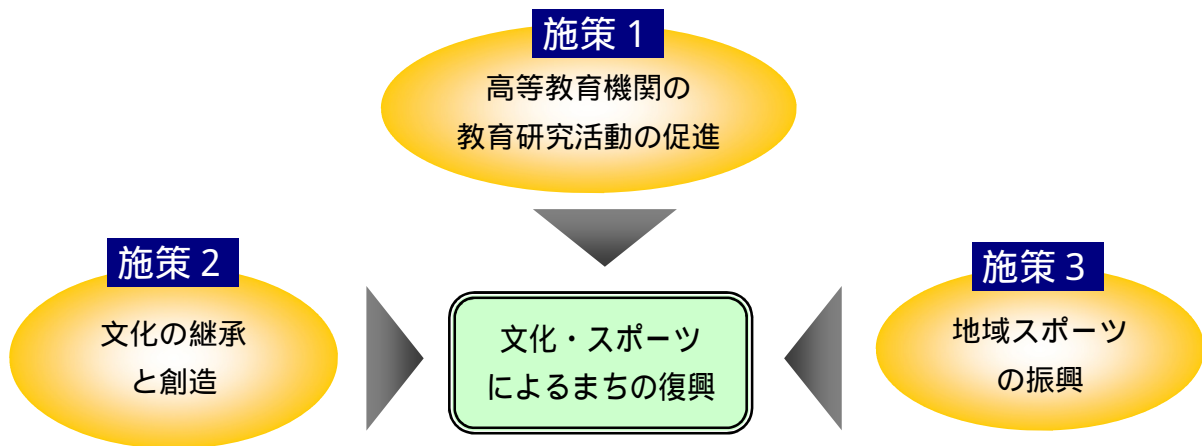 施策 1
高等教育機関の
教育研究活動の促進
施策 2
文化の継承
と創造
文化・スポーツ
によるまちの復興
施策 3
地域スポーツ
の振興